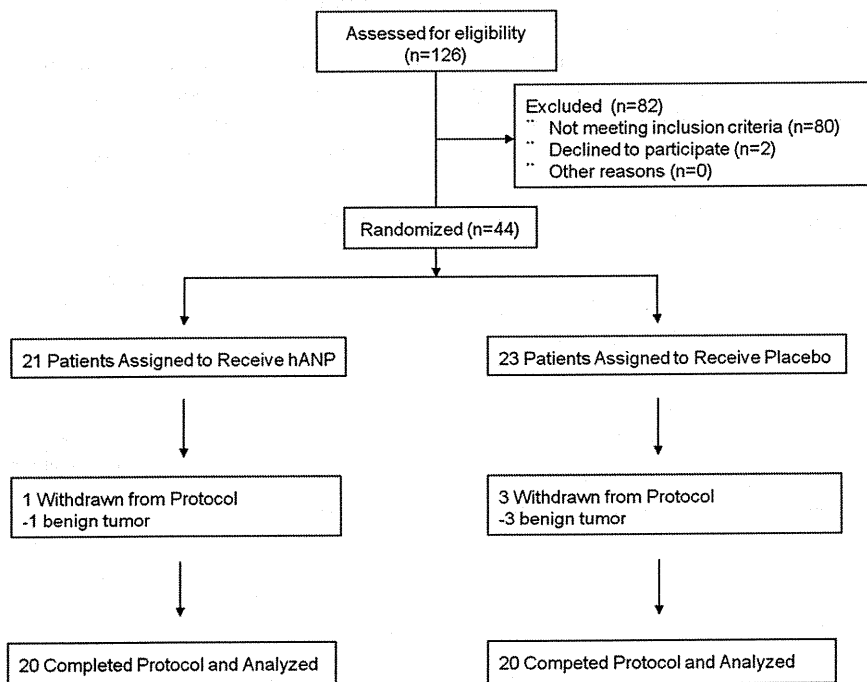 Assessed for eligibility
(n=126)
Excluded (n=82)
¨ Not meeting inclusion criteria (n=80)
¨ Declined to participate (n=2)
¨ Other reasons (n=0)
Randomized (n=44)
21 Patients Assigned to Receive hANP
23 Patients Assigned to Receive Placebo
1 Withdrawn from Protocol
-1 benign tumor
3 Withdrawn from Protocol
-3 benign tumor
20 Completed Protocol and Analyzed
20 Competed Protocol and Analyzed